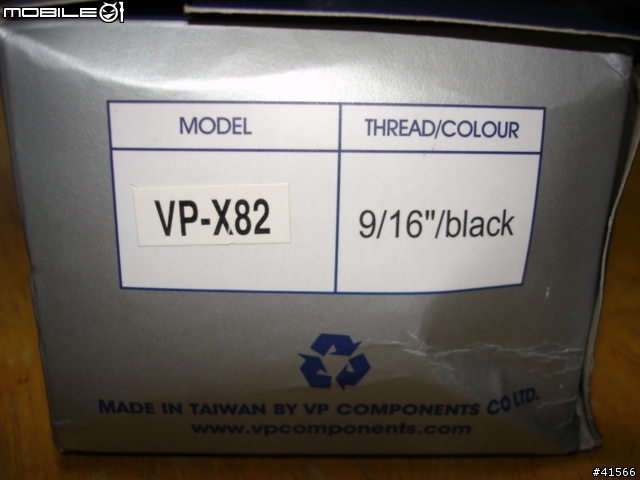 MOBILE01
MODEL
THREAD/COLOUR
VP-X82
9/16"/black
MADE IN TAIWAN BY VP COMPONENTS CO LTD.
www.vpcomponents.com
#41566